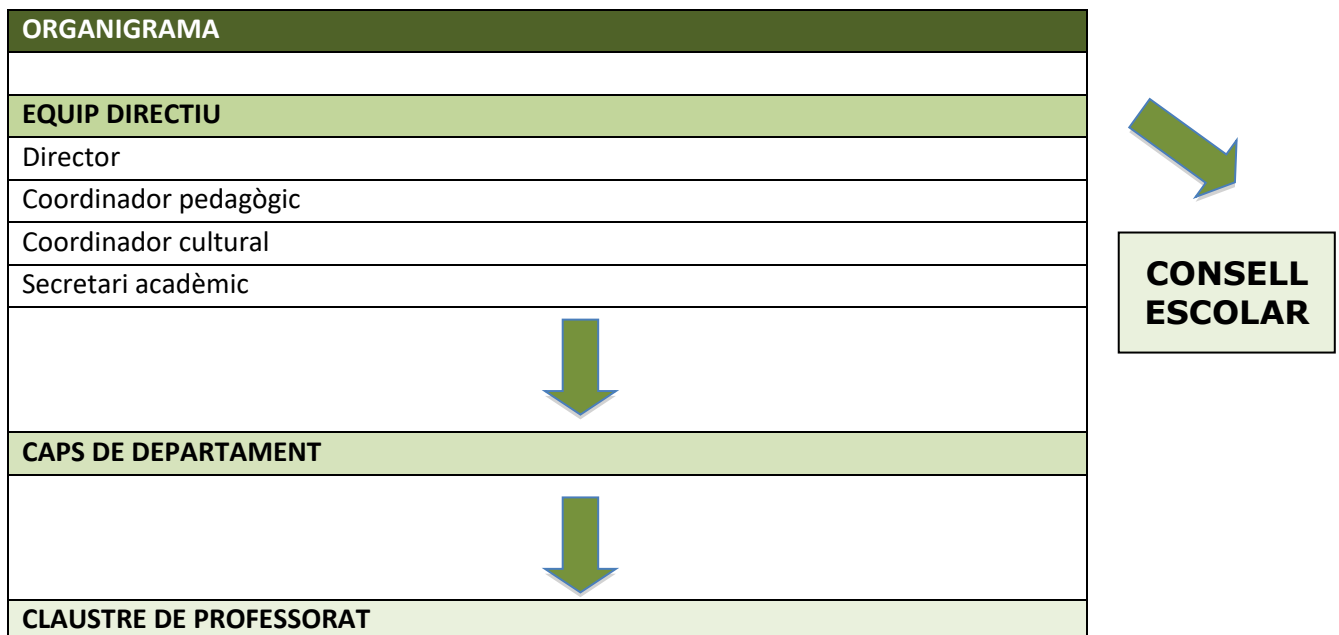 ORGANIGRAMA
EQUIP DIRECTIU
Director
Coordinador pedagògic
Coordinador cultural
Secretari acadèmic
CONSELL
ESCOLAR
CAPS DE DEPARTAMENT
CLAUSTRE DE PROFESSORAT